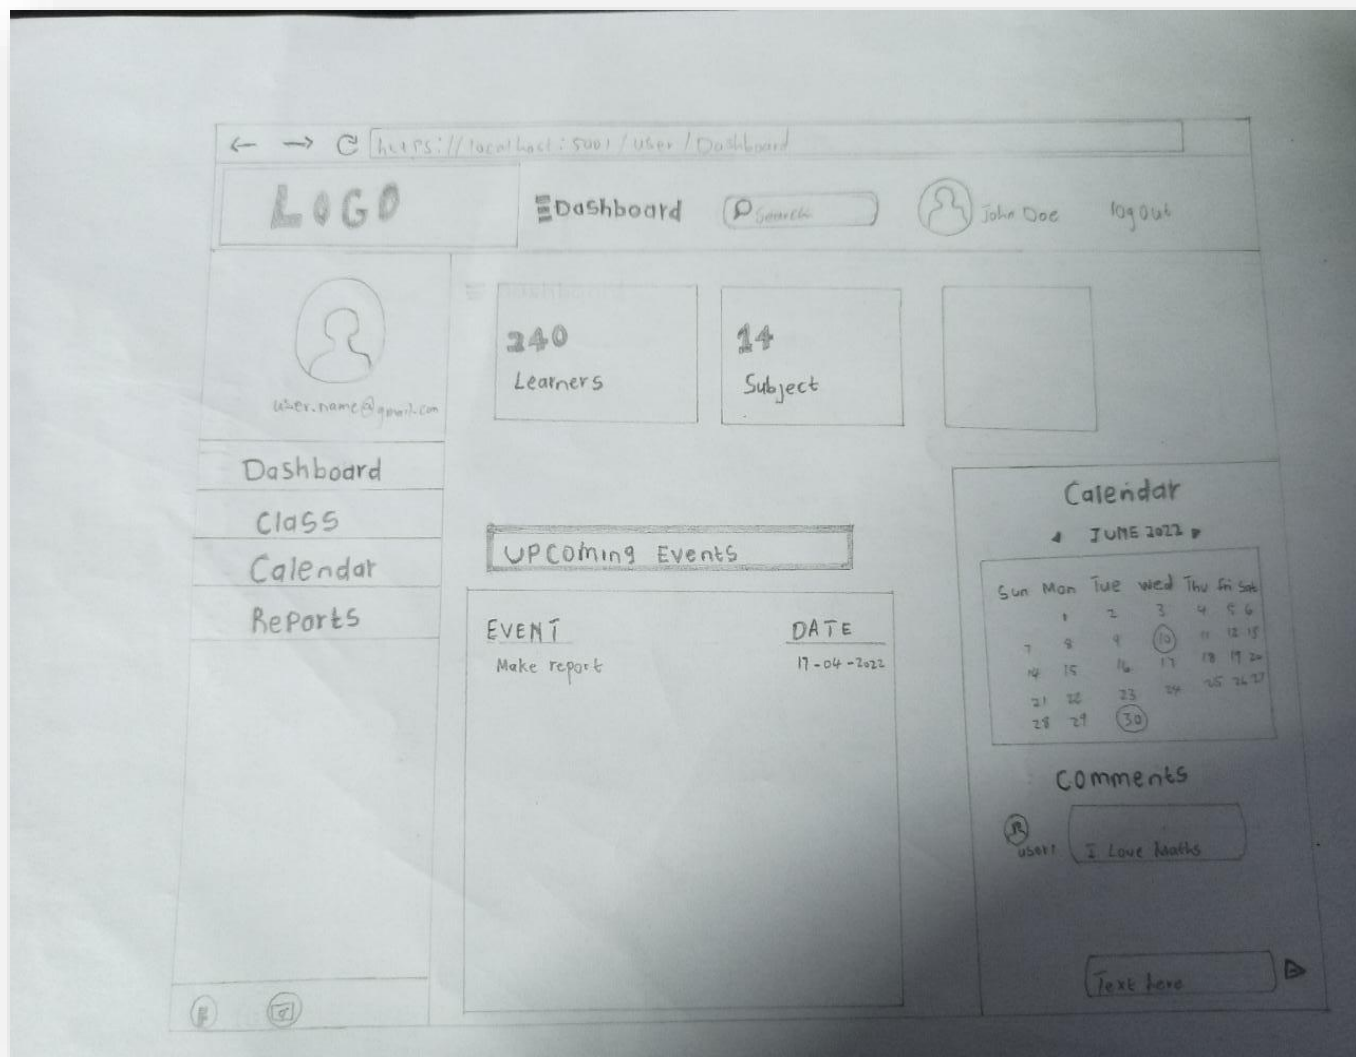 https://localhost:5001/user/Dashboard
LOGO
Dashboard
Search
John Doe
logout
user.name@gmail.com
240
Learners
14
Subject
Dashboard
Class
Calendar
Reports
Upcoming Events
EVENT DATE
Make report 17-04-2022
Calendar
JUNE 2022
Sun Mon Tue Wed Thu Fri Sat
1 2 3 4 5 6
7 8 9 10 11 12 13
14 15 16 17 18 19 20
21 22 23 24 25 26 27
28 29 30
Comments
user1
I Love Maths
Text here